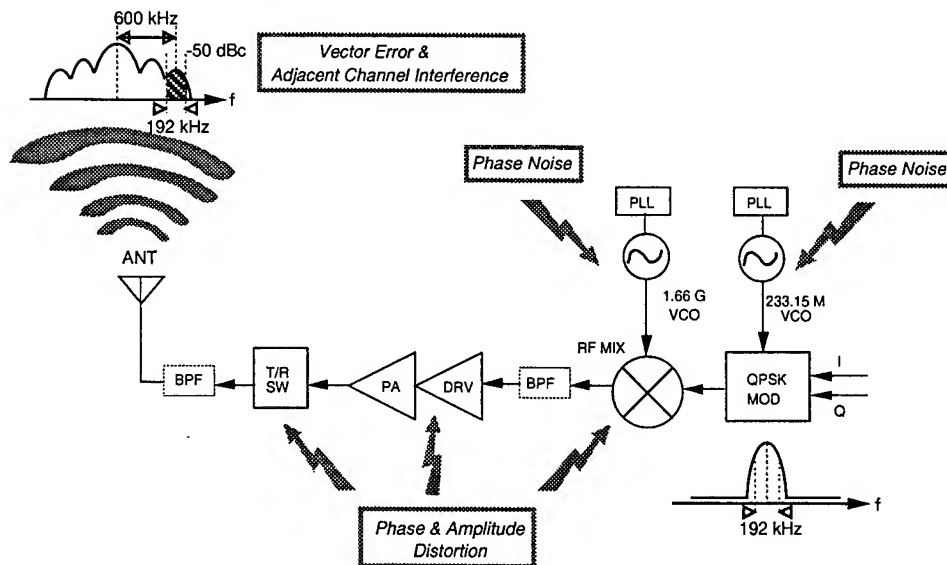 600 kHz
-50 dBc
f
192 kHz
Vector Error &
Adjacent Channel Interference
Phase Noise
Phase Noise
PLL
PLL
ANT
1.66 G
VCO
233.15 M
VCO
RF MIX
BPF
T/R
SW
PA
DRV
BPF
QPSK
MOD
I
Q
Phase & Amplitude
Distortion
f
192 kHz